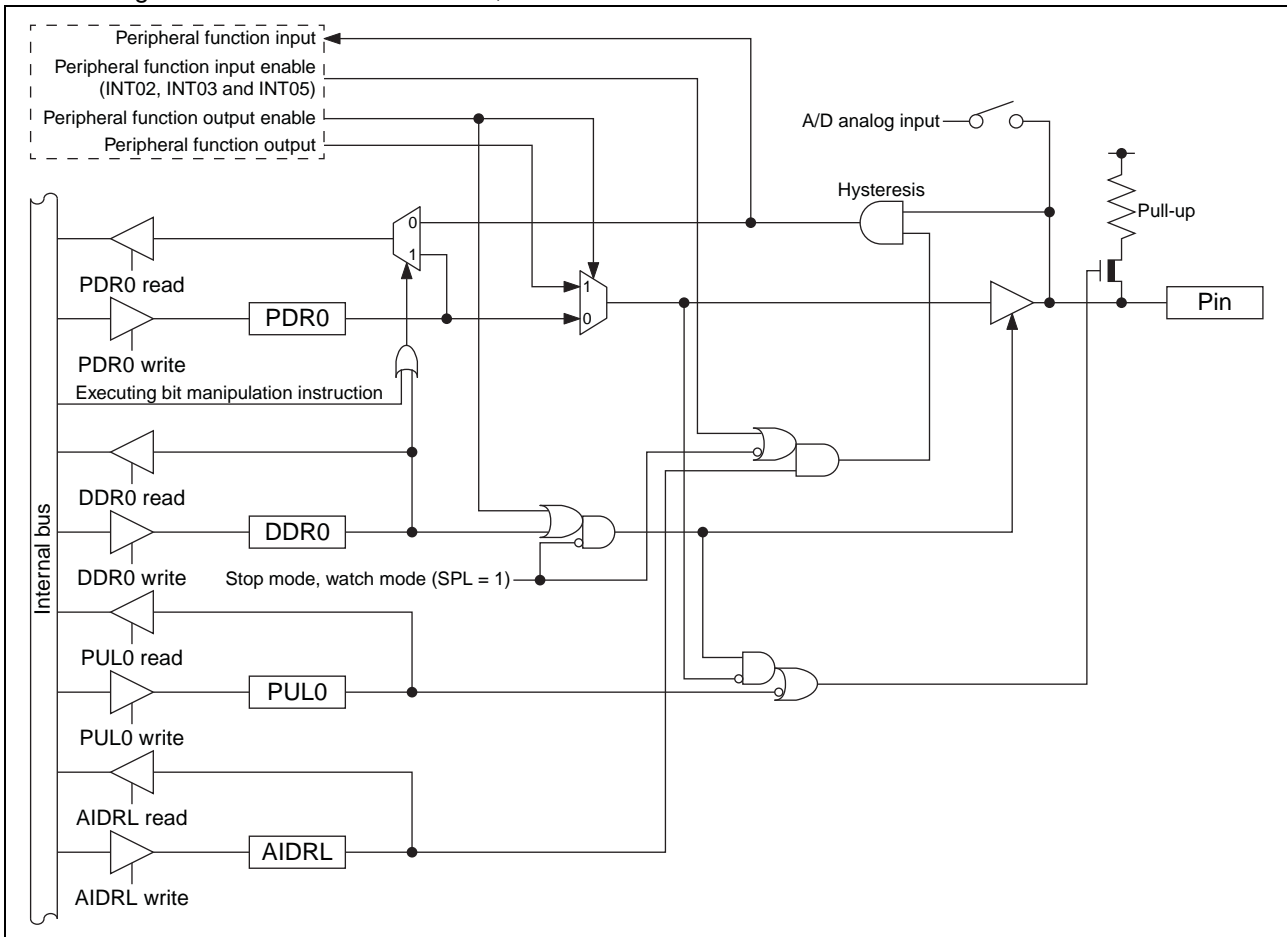 Peripheral function input
Peripheral function input enable
(INT02, INT03 and INT05)
Peripheral function output enable
Peripheral function output
A/D analog input
Hysteresis
Pull-up
0
1
PDR0 read
1
0
PDR0
Pin
PDR0 write
Executing bit manipulation instruction
DDR0 read
DDR0
DDR0 write
Stop mode, watch mode (SPL = 1)
Internal bus
PUL0 read
PUL0
PUL0 write
AIDRL read
AIDRL
AIDRL write